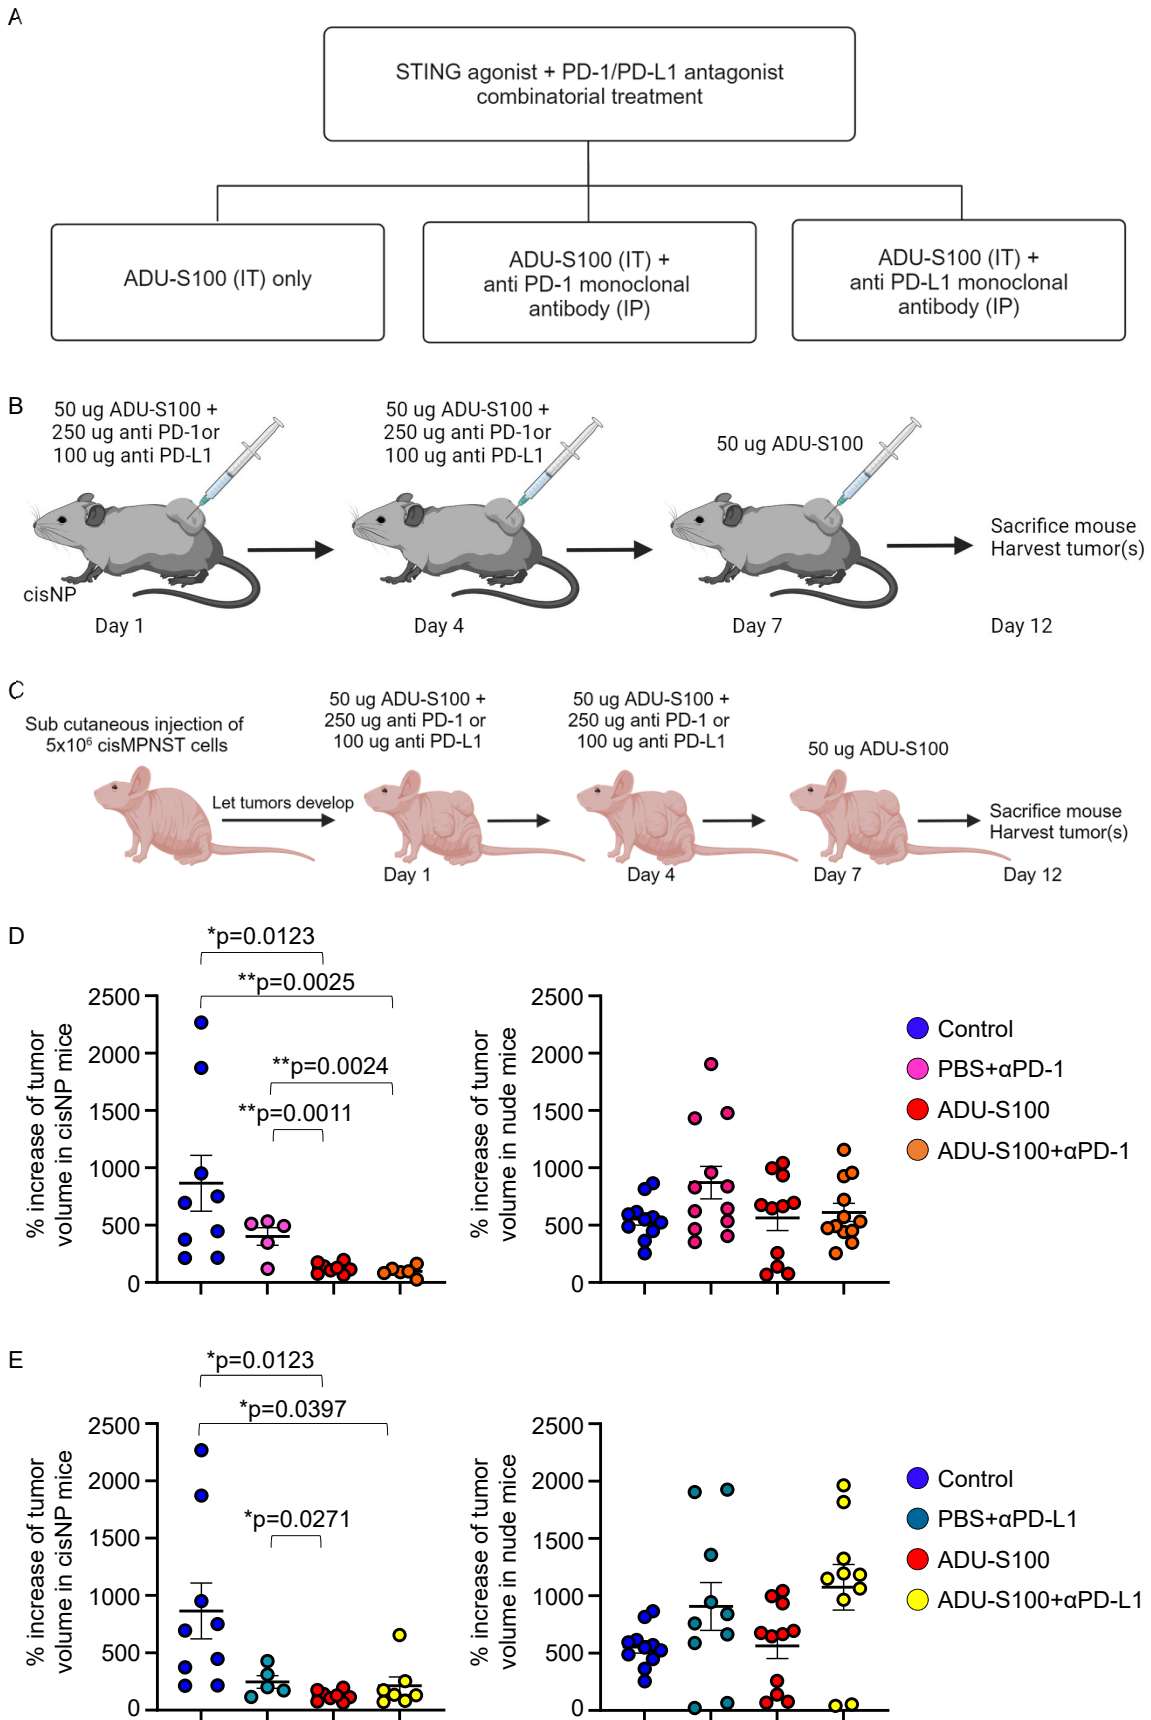 A
STING agonist + PD-1/PD-L1 antagonist
combinatorial treatment
ADU-S100 (IT) only
ADU-S100 (IT) +
anti PD-1 monoclonal
antibody (IP)
ADU-S100 (IT) +
anti PD-L1 monoclonal
antibody (IP)
B
50 ug ADU-S100 +
250 ug anti PD-1or
100 ug anti PD-L1
50 ug ADU-S100 +
250 ug anti PD-1or
100 ug anti PD-L1
50 ug ADU-S100
Sacrifice mouse
Harvest tumor(s)
cisNP
Day 1
Day 4
Day 7
Day 12
C
Sub cutaneous injection of
5x10⁶ cisMPNST cells
Let tumors develop
50 ug ADU-S100 +
250 ug anti PD-1 or
100 ug anti PD-L1
50 ug ADU-S100 +
250 ug anti PD-1 or
100 ug anti PD-L1
50 ug ADU-S100
Sacrifice mouse
Harvest tumor(s)
Day 1
Day 4
Day 7
Day 12
D
*p=0.0123
**p=0.0025
**p=0.0024
**p=0.0011
% increase of tumor
volume in cisNP mice
2500
2000
1500
1000
500
0
% increase of tumor
volume in nude mice
2500
2000
1500
1000
500
0
Control
PBS+αPD-1
ADU-S100
ADU-S100+αPD-1
E
*p=0.0123
*p=0.0397
*p=0.0271
% increase of tumor
volume in cisNP mice
2500
2000
1500
1000
500
0
% increase of tumor
volume in nude mice
2500
2000
1500
1000
500
0
Control
PBS+αPD-L1
ADU-S100
ADU-S100+αPD-L1